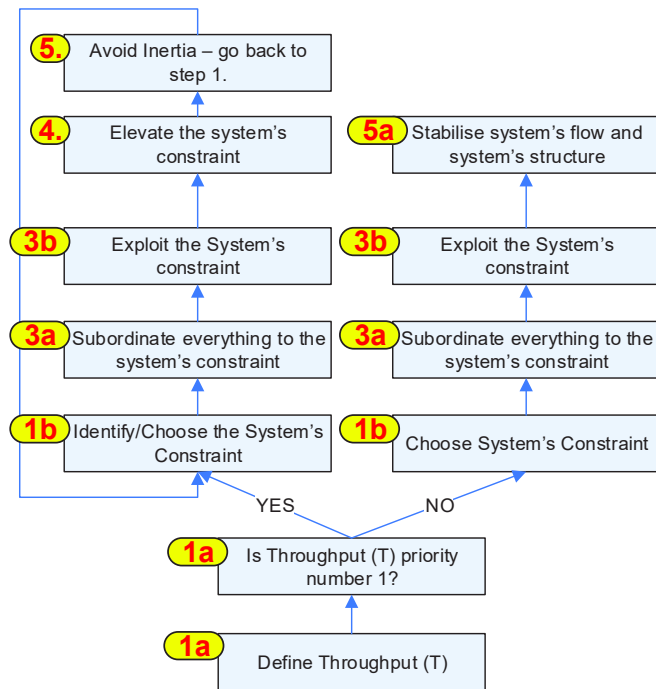 5.
Avoid Inertia – go back to
step 1.
4.
Elevate the system's
constraint
5a
Stabilise system's flow and
system's structure
3b
Exploit the System's
constraint
3b
Exploit the System's
constraint
3a
Subordinate everything to the
system's constraint
3a
Subordinate everything to the
system's constraint
1b
Identify/Choose the System's
Constraint
1b
Choose System's Constraint
YES
NO
1a
Is Throughput (T) priority
number 1?
1a
Define Throughput (T)